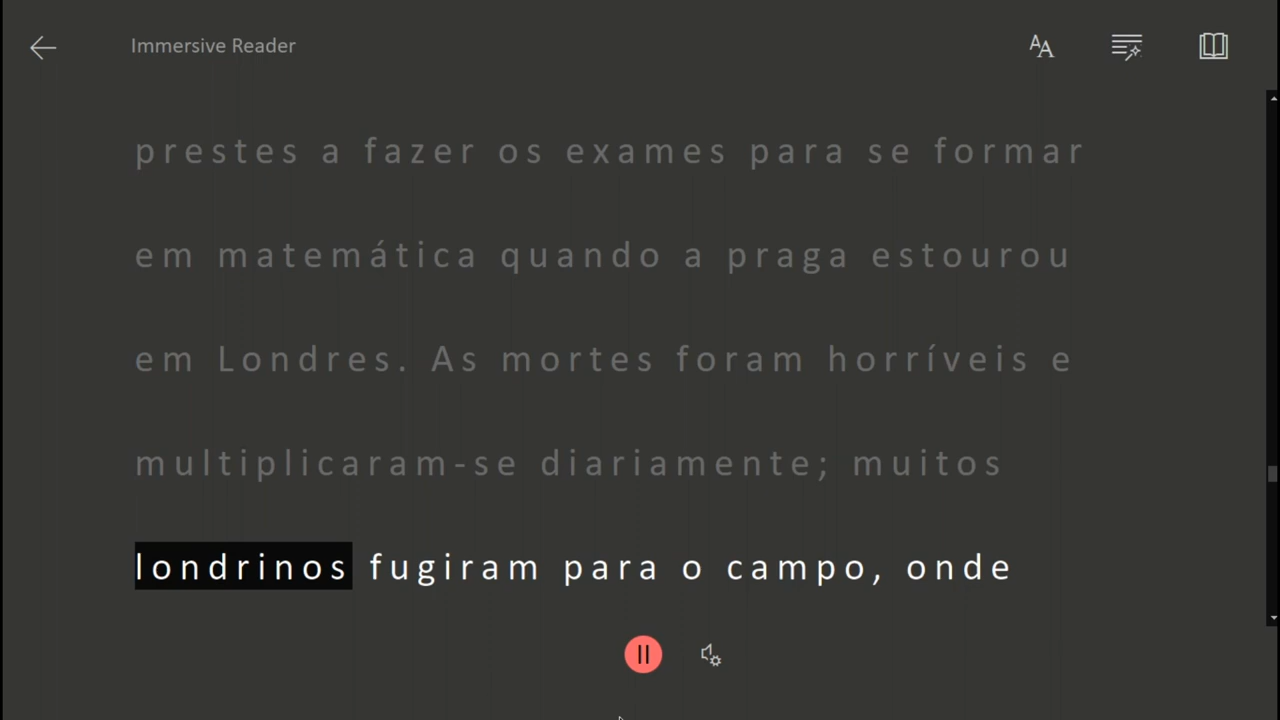 Immersive Reader
prestes a fazer os exames para se formar
em matemática quando a praga estourou
em Londres. As mortes foram horríveis e
multiplicaram-se diariamente; muitos
londrinos fugiram para o campo, onde